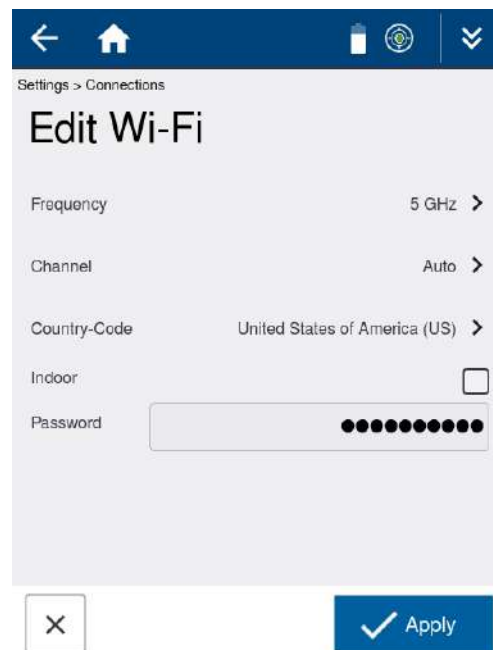 Settings > Connections
Edit Wi-Fi
Frequency 5 GHz
Channel Auto
Country-Code United States of America (US)
Indoor
Password ●●●●●●●●●●
Apply